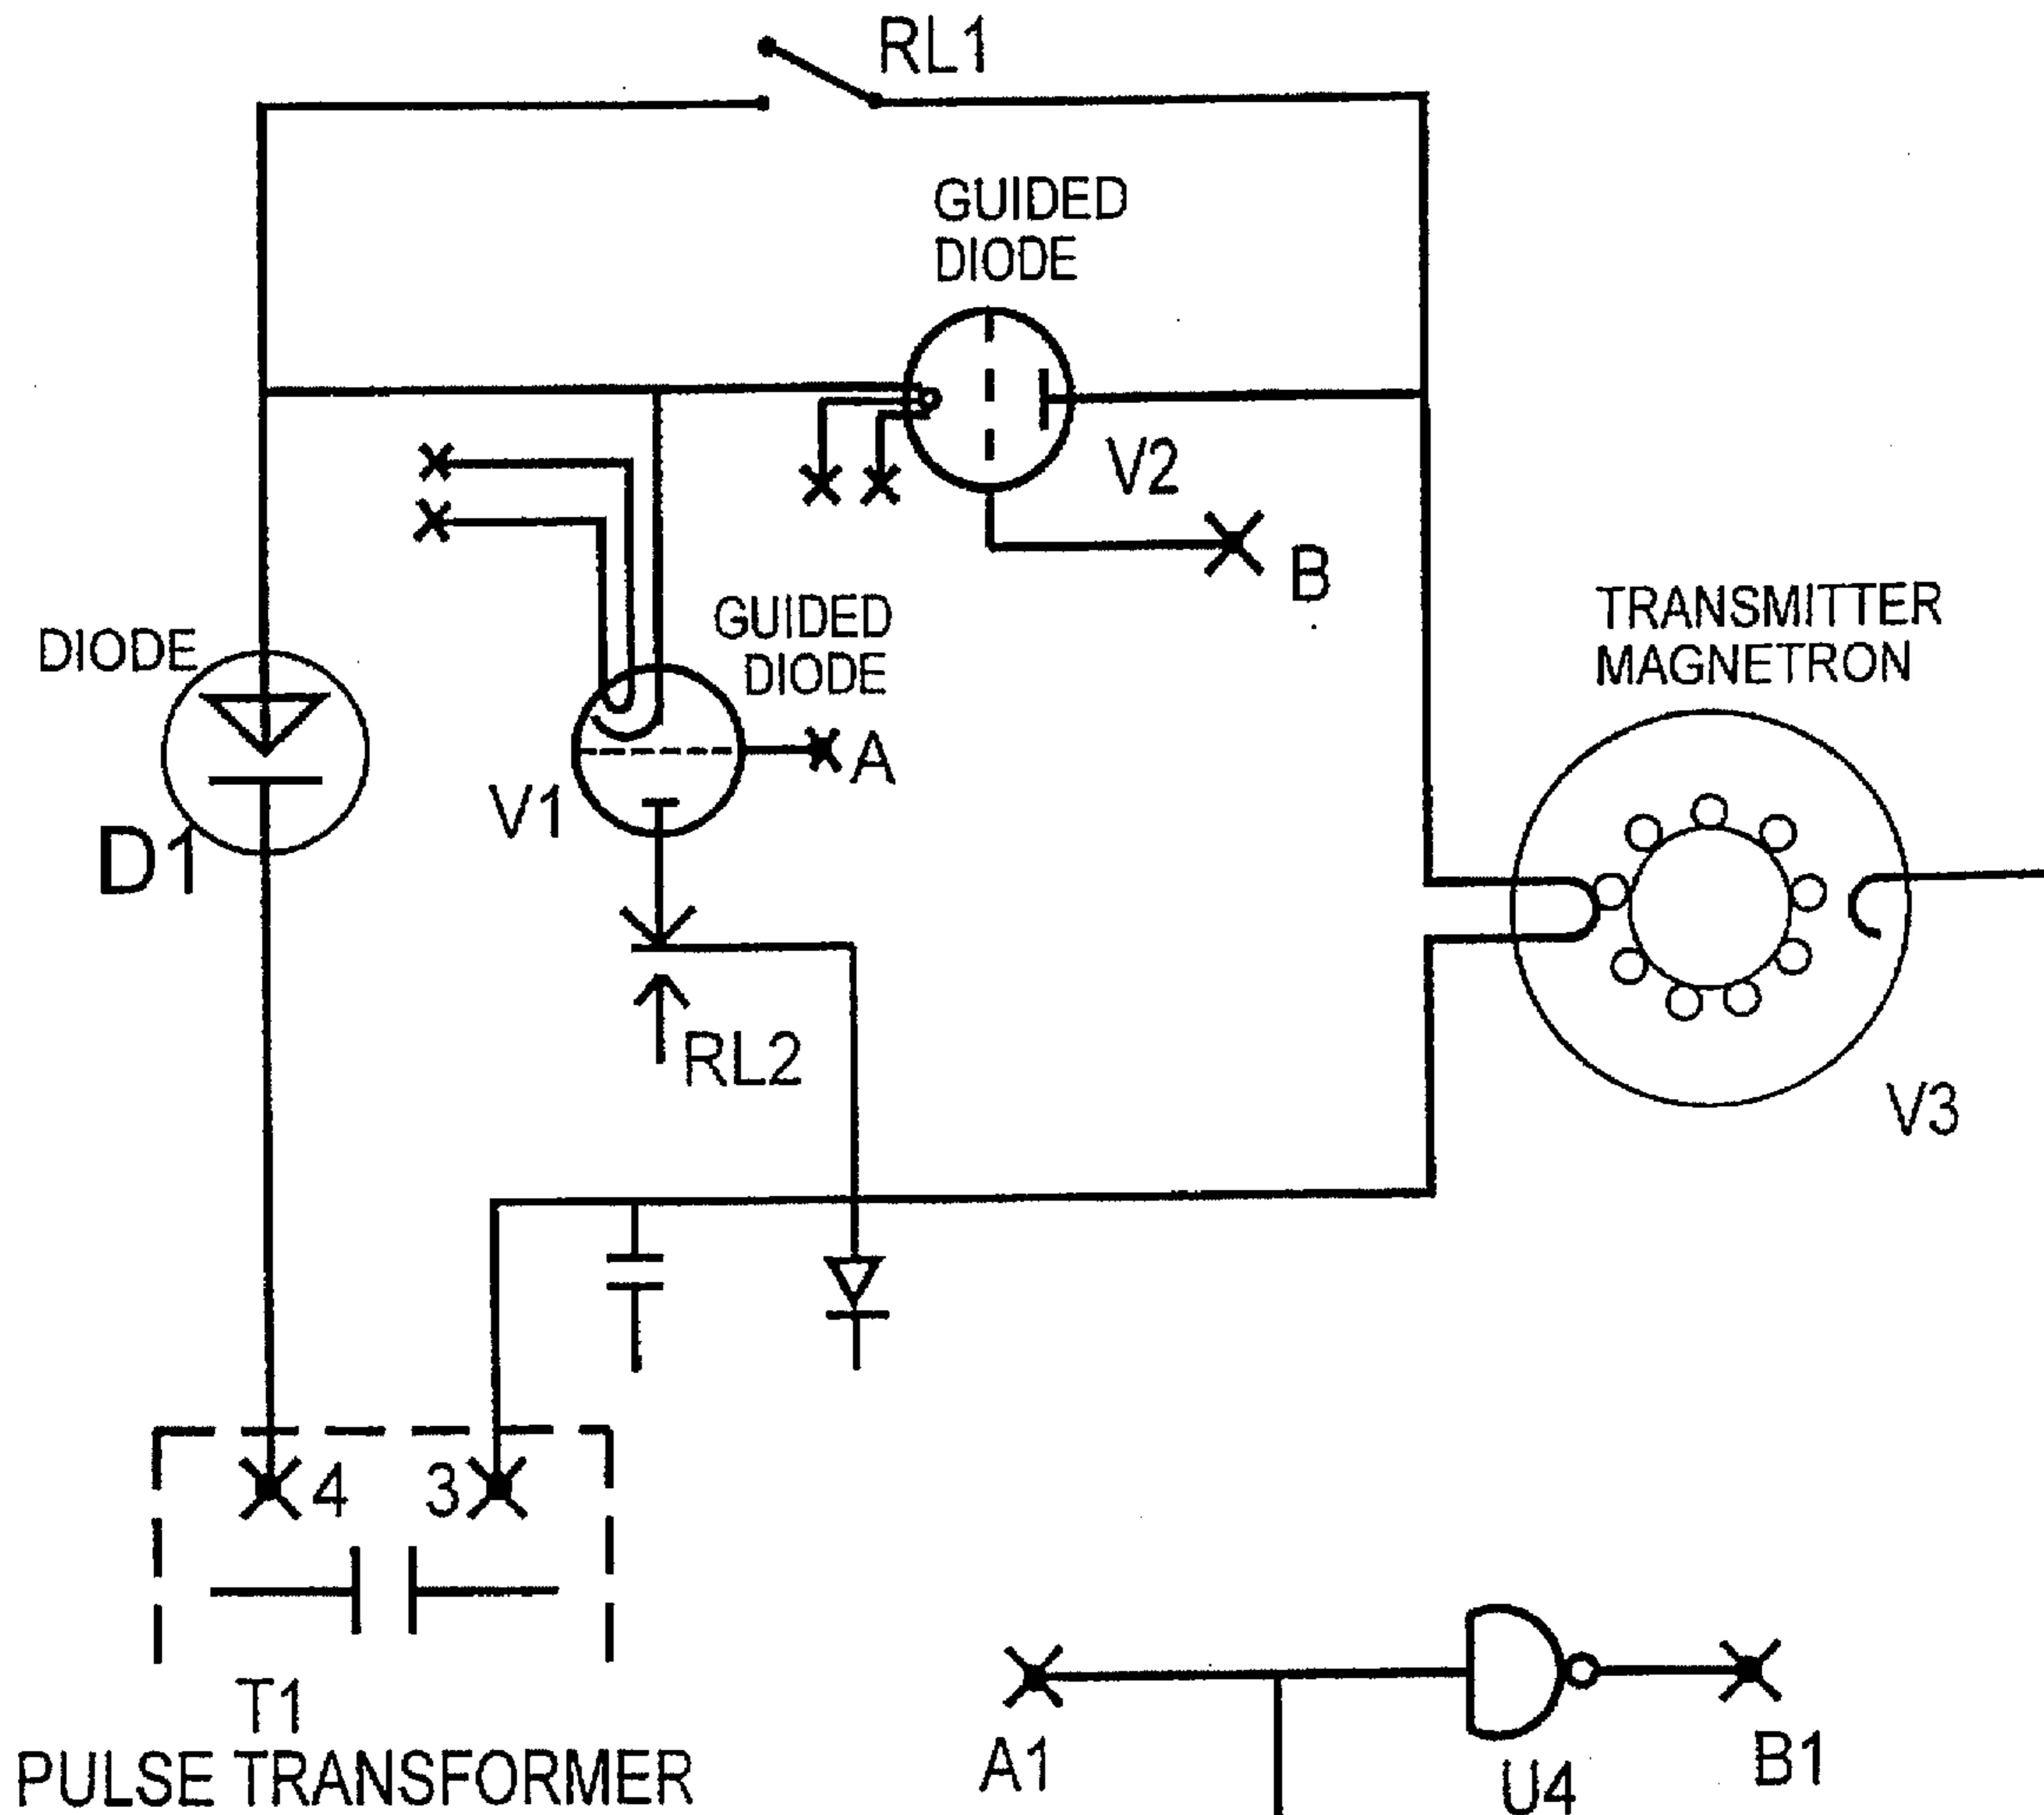 RL1
GUIDED
DIODE
V2
B
TRANSMITTER
MAGNETRON
DIODE
GUIDED
DIODE
A
V1
D1
RL2
V3
4
3
T1
PULSE TRANSFORMER
A1
U4
B1